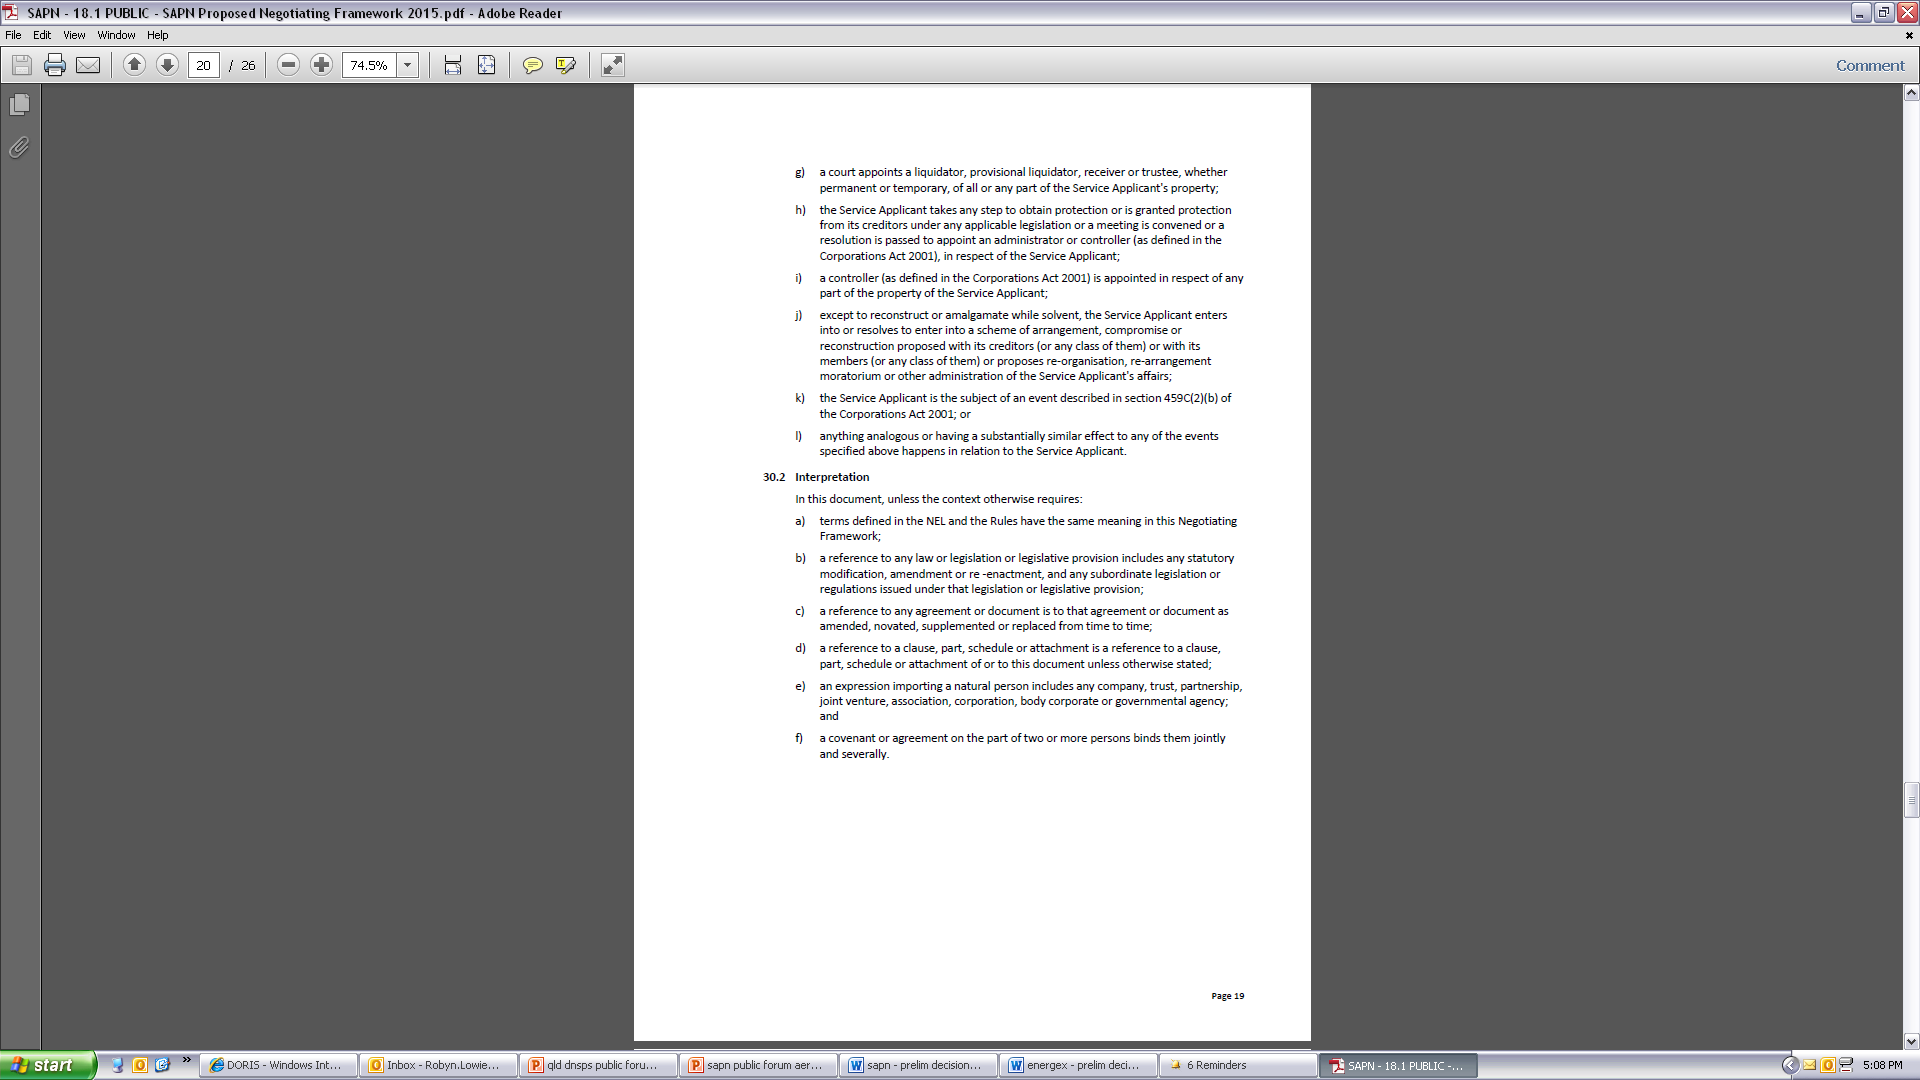 SAPN - 18.1 PUBLIC - SAPN Proposed Negotiating Framework 2015.pdf - Adobe Reader
File Edit View Window Help
20 / 26 74.5% Comment
g) a court appoints a liquidator, provisional liquidator, receiver or trustee, whether
permanent or temporary, of all or any part of the Service Applicant's property;
h) the Service Applicant takes any step to obtain protection or is granted protection
from its creditors under any applicable legislation or a meeting is convened or a
resolution is passed to appoint an administrator or controller (as defined in the
Corporations Act 2001), in respect of the Service Applicant;
i) a controller (as defined in the Corporations Act 2001) is appointed in respect of any
part of the property of the Service Applicant;
j) except to reconstruct or amalgamate while solvent, the Service Applicant enters
into or resolves to enter into a scheme of arrangement, compromise or
reconstruction proposed with its creditors (or any class of them) or with its
members (or any class of them) or proposes re-organisation, re-arrangement
moratorium or other administration of the Service Applicant's affairs;
k) the Service Applicant is the subject of an event described in section 459C(2)(b) of
the Corporations Act 2001; or
l) anything analogous or having a substantially similar effect to any of the events
specified above happens in relation to the Service Applicant.
30.2 Interpretation
In this document, unless the context otherwise requires:
a) terms defined in the NEL and the Rules have the same meaning in this Negotiating
Framework;
b) a reference to any law or legislation or legislative provision includes any statutory
modification, amendment or re -enactment, and any subordinate legislation or
regulations issued under that legislation or legislative provision;
c) a reference to any agreement or document is to that agreement or document as
amended, novated, supplemented or replaced from time to time;
d) a reference to a clause, part, schedule or attachment is a reference to a clause,
part, schedule or attachment of or to this document unless otherwise stated;
e) an expression importing a natural person includes any company, trust, partnership,
joint venture, association, corporation, body corporate or governmental agency;
and
f) a covenant or agreement on the part of two or more persons binds them jointly
and severally.
Page 19
start DORIS - Windows Int... Inbox - Robyn.Lowie... qld dnsps public foru... sapn public forum aer... sapn - prelim decision... energex - prelim deci... 6 Reminders SAPN - 18.1 PUBLIC -... 5:08 PM